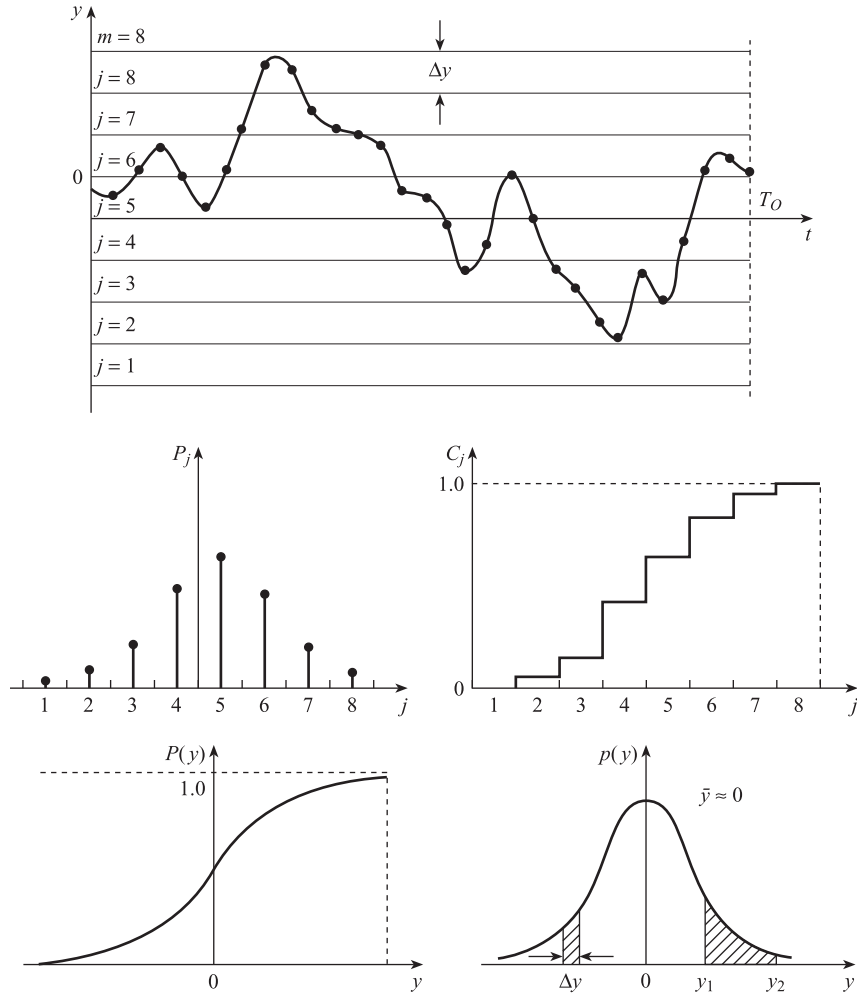 y
m = 8
j = 8
Δy
j = 7
j = 6
0
j = 5
T_O
t
j = 4
j = 3
j = 2
j = 1
P_j
1 2 3 4 5 6 7 8 j
C_j
1.0
0
1 2 3 4 5 6 7 8 j
P(y)
1.0
0 y
p(y)
ȳ ≈ 0
Δy 0 y₁ y₂ y